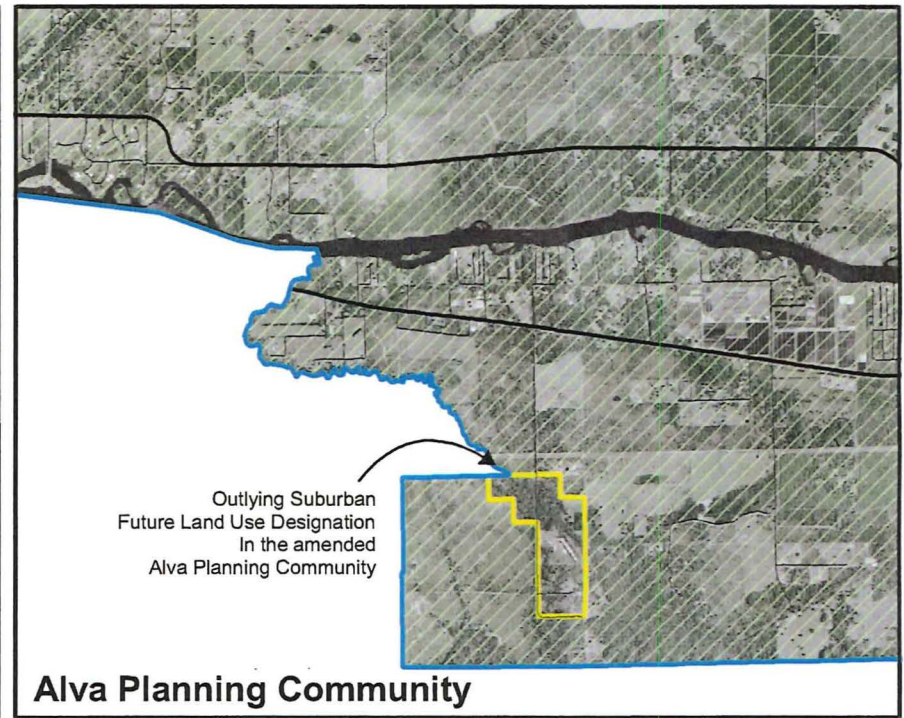 Outlying Suburban
Future Land Use Designation
In the amended
Alva Planning Community
Alva Planning Community